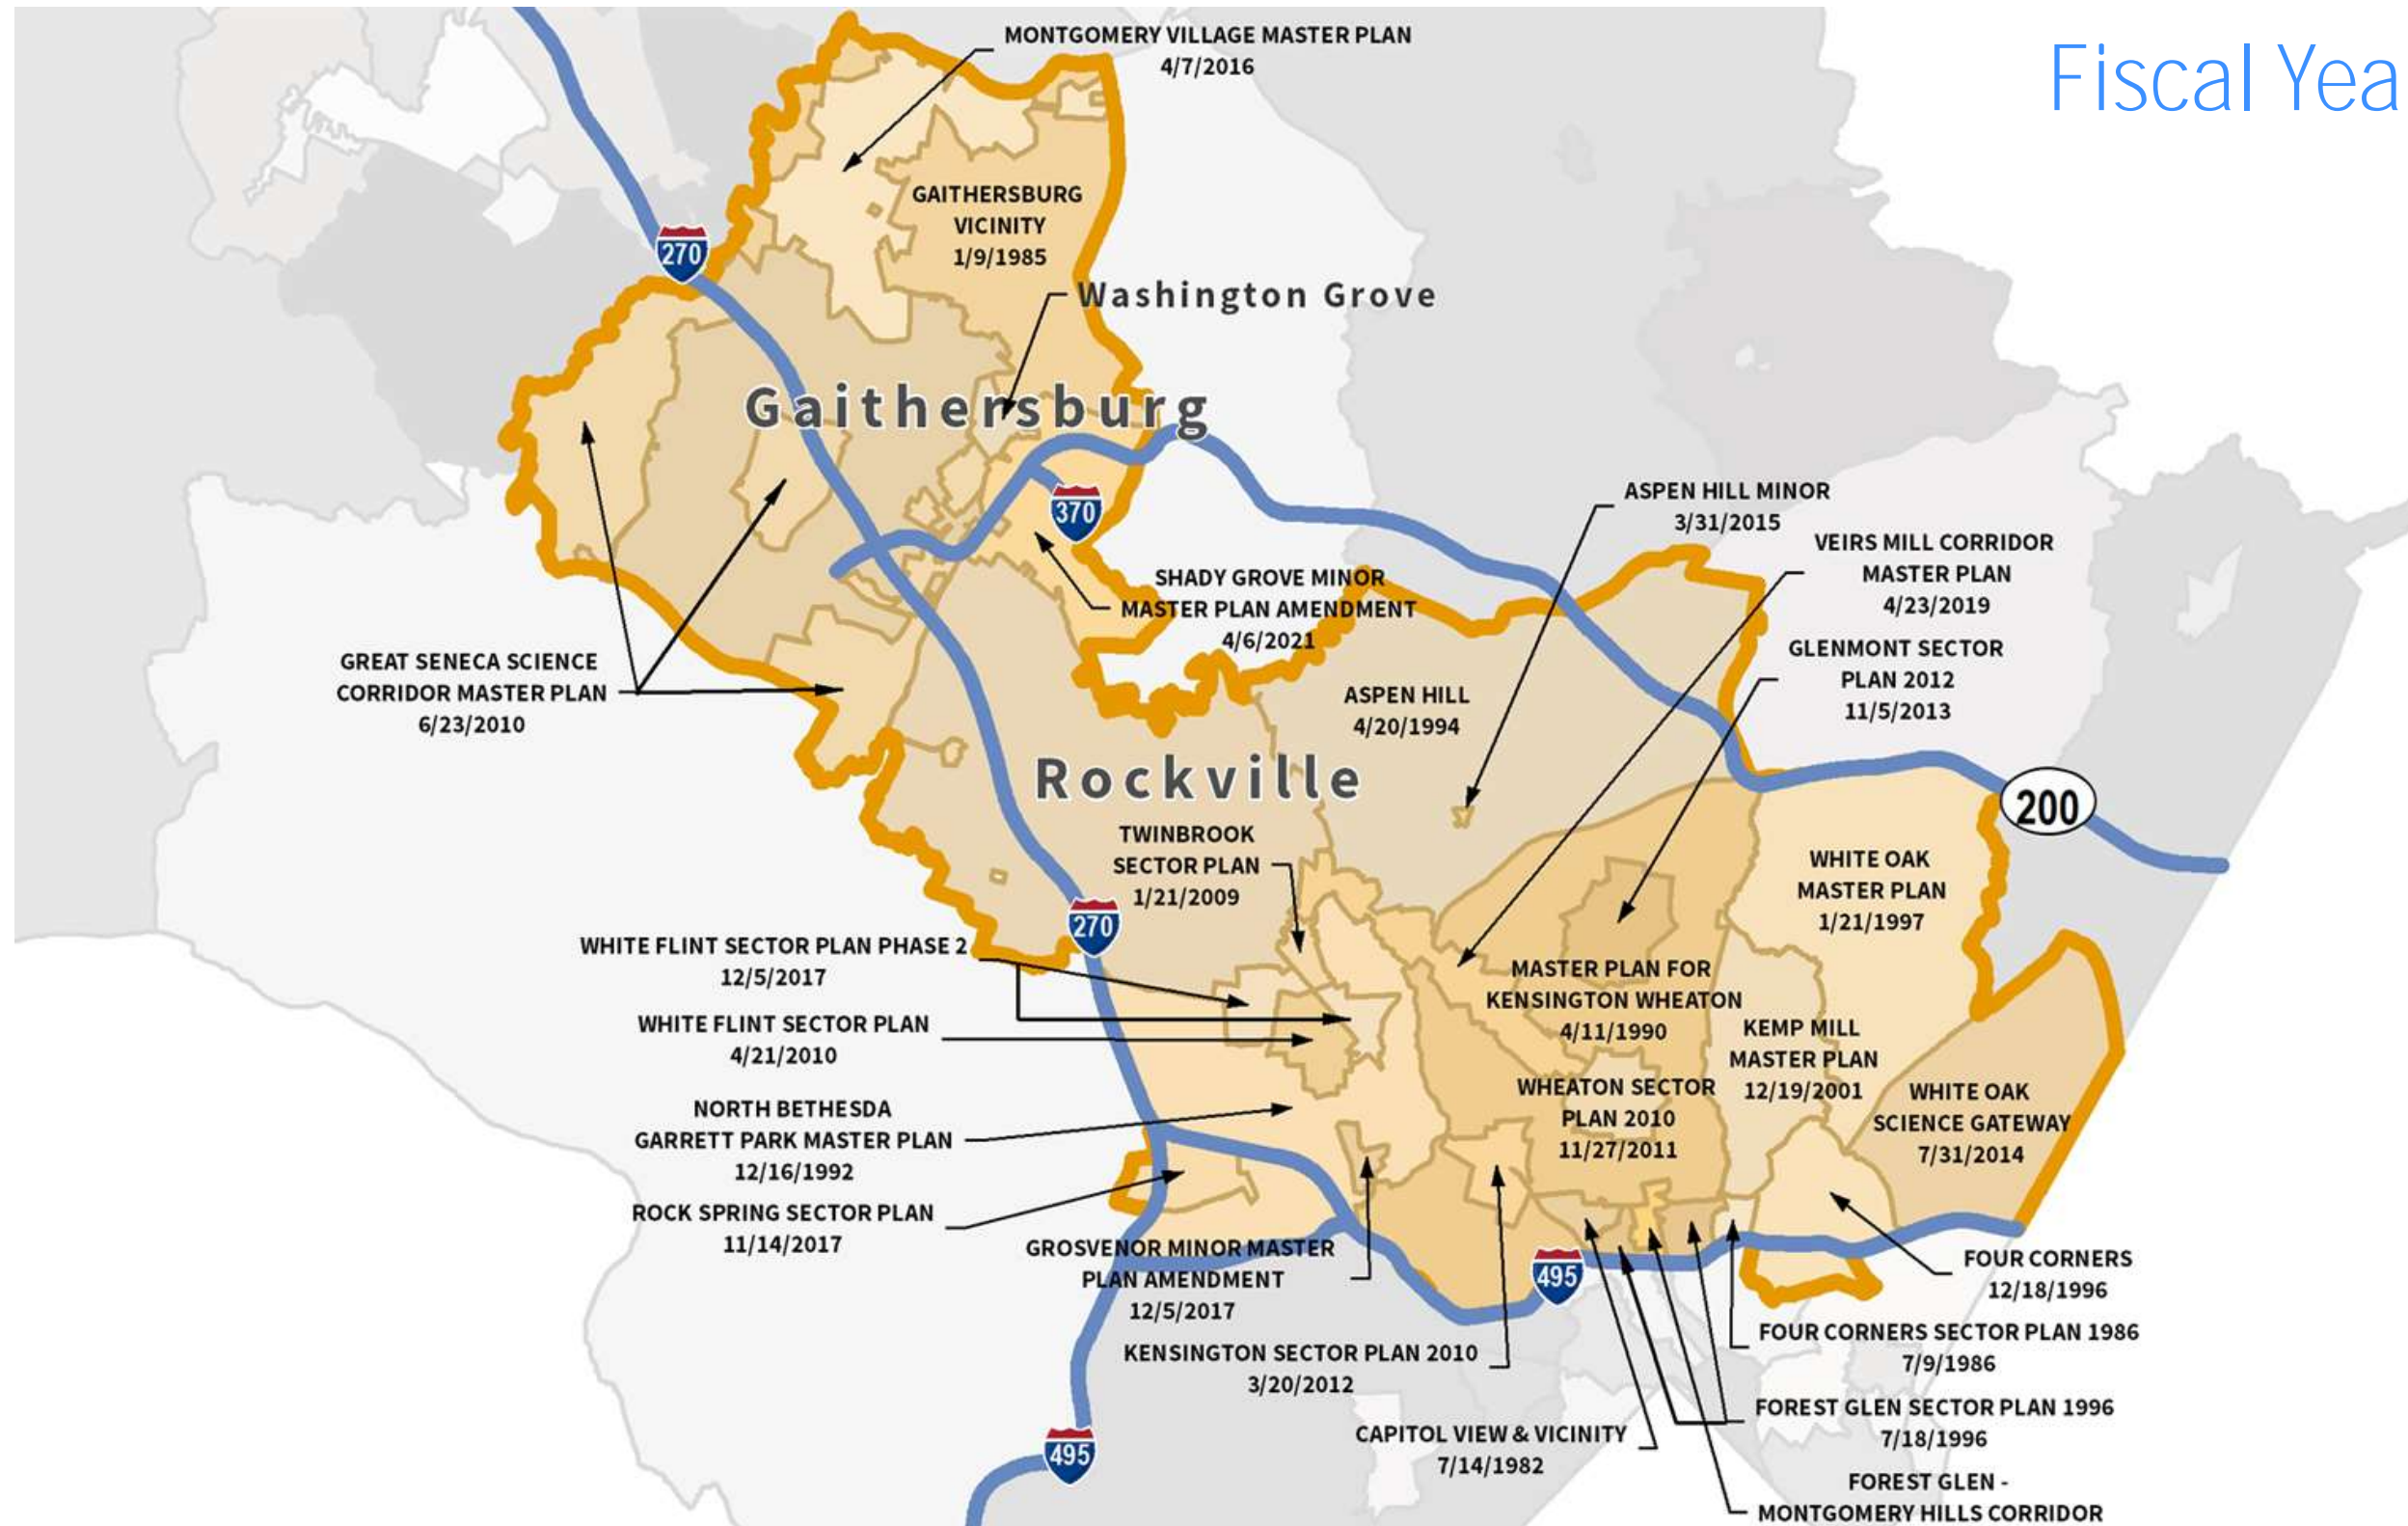 Fiscal Yea
MONTGOMERY VILLAGE MASTER PLAN
4/7/2016
GAITHERSBURG
VICINITY
1/9/1985
270
Washington Grove
Gaithersburg
370
ASPEN HILL MINOR
3/31/2015
VEIRS MILL CORRIDOR
MASTER PLAN
4/23/2019
SHADY GROVE MINOR
MASTER PLAN AMENDMENT
4/6/2021
GLENMONT SECTOR
PLAN 2012
11/5/2013
GREAT SENECA SCIENCE
CORRIDOR MASTER PLAN
6/23/2010
ASPEN HILL
4/20/1994
Rockville
200
TWINBROOK
SECTOR PLAN
1/21/2009
WHITE OAK
MASTER PLAN
1/21/1997
270
WHITE FLINT SECTOR PLAN PHASE 2
12/5/2017
MASTER PLAN FOR
KENSINGTON WHEATON
4/11/1990
WHITE FLINT SECTOR PLAN
4/21/2010
KEMP MILL
MASTER PLAN
12/19/2001
WHEATON SECTOR
PLAN 2010
11/27/2011
WHITE OAK
SCIENCE GATEWAY
7/31/2014
NORTH BETHESDA
GARRETT PARK MASTER PLAN
12/16/1992
ROCK SPRING SECTOR PLAN
11/14/2017
GROSVENOR MINOR MASTER
PLAN AMENDMENT
12/5/2017
495
FOUR CORNERS
12/18/1996
KENSINGTON SECTOR PLAN 2010
3/20/2012
FOUR CORNERS SECTOR PLAN 1986
7/9/1986
FOREST GLEN SECTOR PLAN 1996
7/18/1996
CAPITOL VIEW & VICINITY
7/14/1982
495
FOREST GLEN -
MONTGOMERY HILLS CORRIDOR